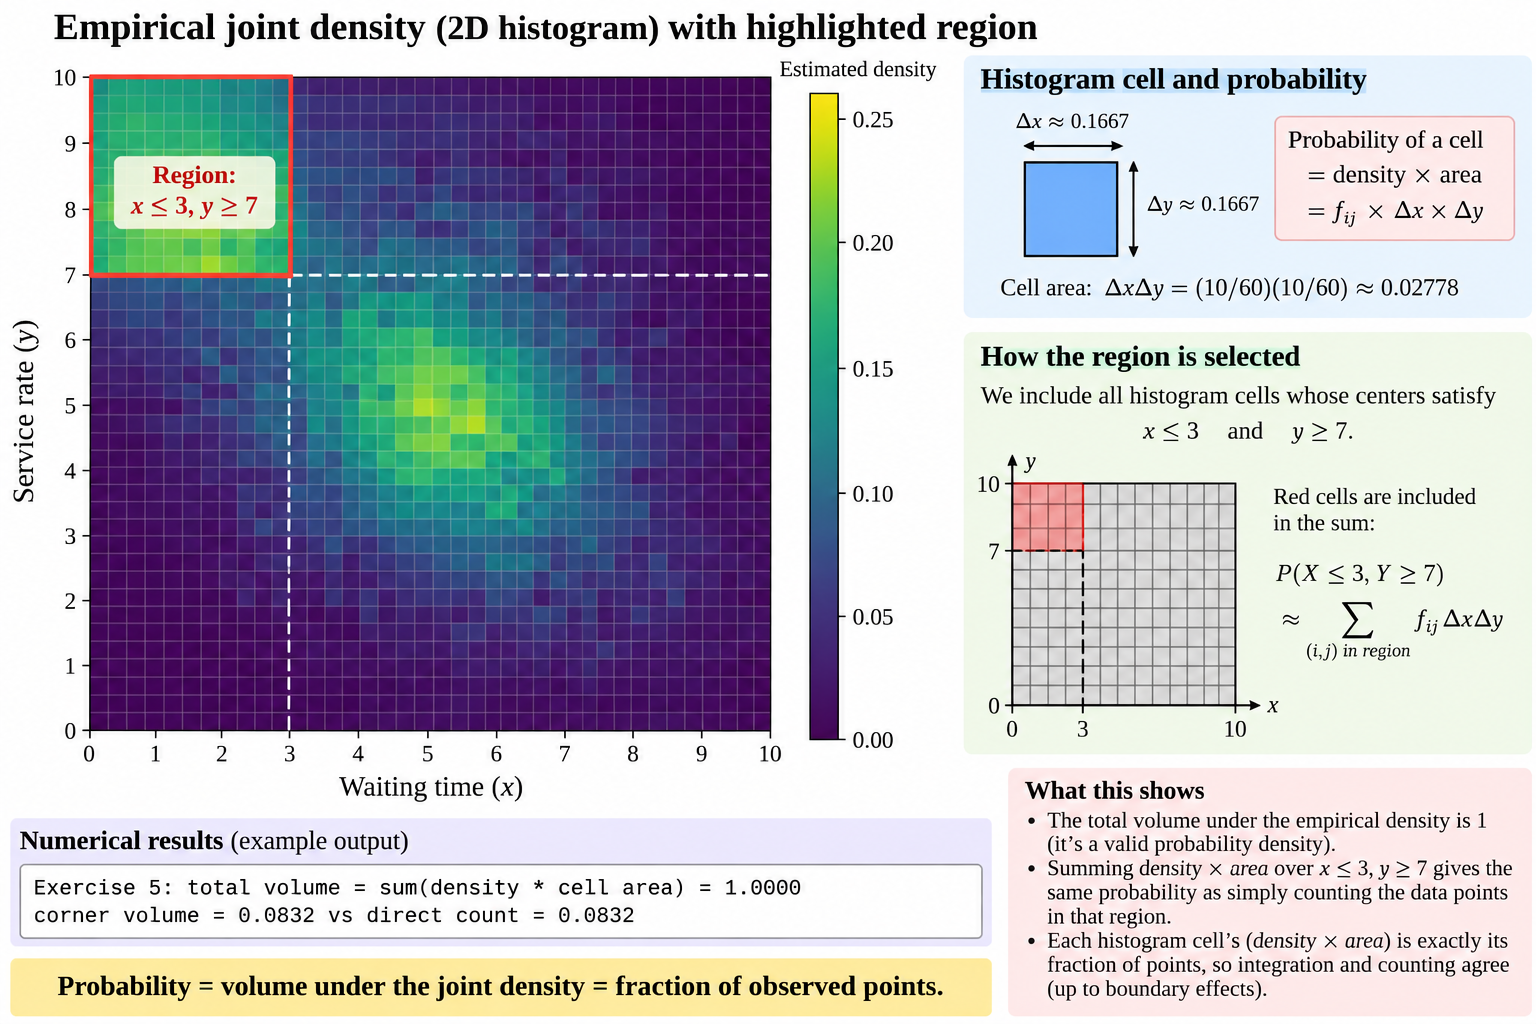 Empirical joint density (2D histogram) with highlighted region
Estimated density
10
9
8
7
6
5
4
3
2
1
0
Service rate (y)
Region:
x ≤ 3, y ≥ 7
0 1 2 3 4 5 6 7 8 9 10
Waiting time (x)
0.25
0.20
0.15
0.10
0.05
0.00
Histogram cell and probability
Δx ≈ 0.1667
Δy ≈ 0.1667
Probability of a cell
= density × area
= f_{ij} × Δx × Δy
Cell area: ΔxΔy = (10/60)(10/60) ≈ 0.02778
How the region is selected
We include all histogram cells whose centers satisfy
x ≤ 3 and y ≥ 7.
y
10
7
0
0 3 10
x
Red cells are included
in the sum:
P(X ≤ 3, Y ≥ 7)
≈ ∑ f_{ij} ΔxΔy
(i,j) in region
Numerical results (example output)
Exercise 5: total volume = sum(density * cell area) = 1.0000
corner volume = 0.0832 vs direct count = 0.0832
Probability = volume under the joint density = fraction of observed points.
What this shows
• The total volume under the empirical density is 1
(it's a valid probability density).
• Summing density × area over x ≤ 3, y ≥ 7 gives the
same probability as simply counting the data points
in that region.
• Each histogram cell's (density × area) is exactly its
fraction of points, so integration and counting agree
(up to boundary effects).